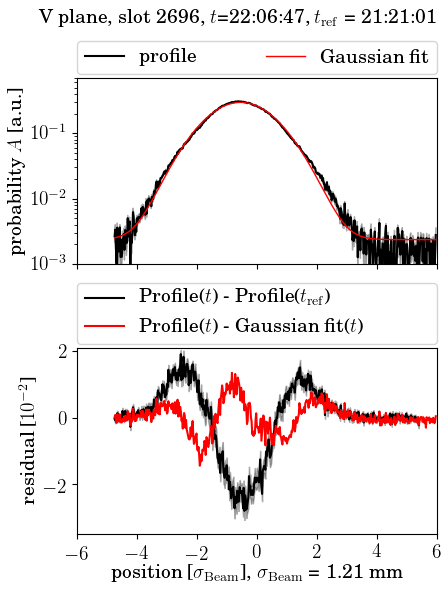 V plane, slot 2696, t=22:06:47, t_ref = 21:21:01
profile Gaussian fit
probability A [a.u.]
10^−1
10^−2
10^−3
Profile(t) - Profile(t_ref)
Profile(t) - Gaussian fit(t)
residual [10^−2]
2
0
−2
−6 −4 −2 0 2 4 6
position [σ_Beam], σ_Beam = 1.21 mm